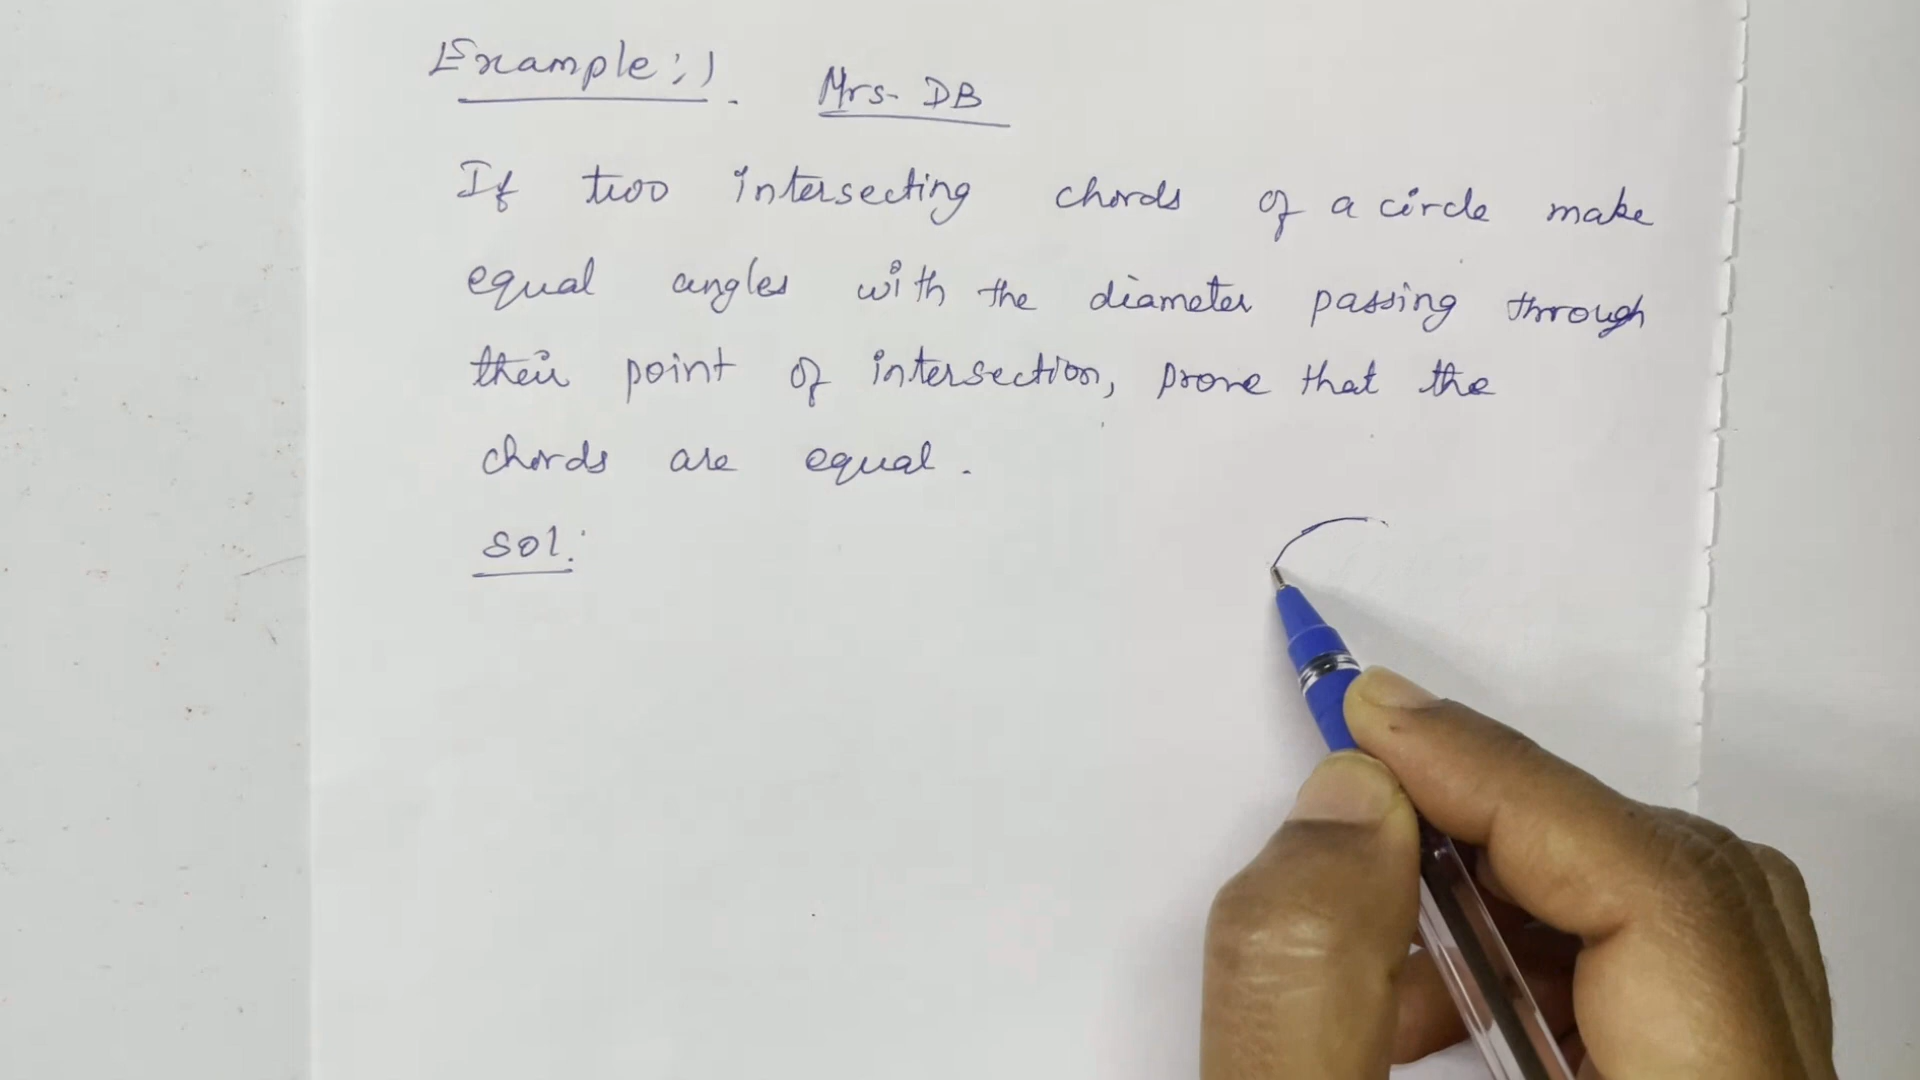 Example:1.
Mrs- DB
If two intersecting chords of a circle make
equal angles with the diameter passing through
their point of intersection, prove that the
chords are equal.
Sol: